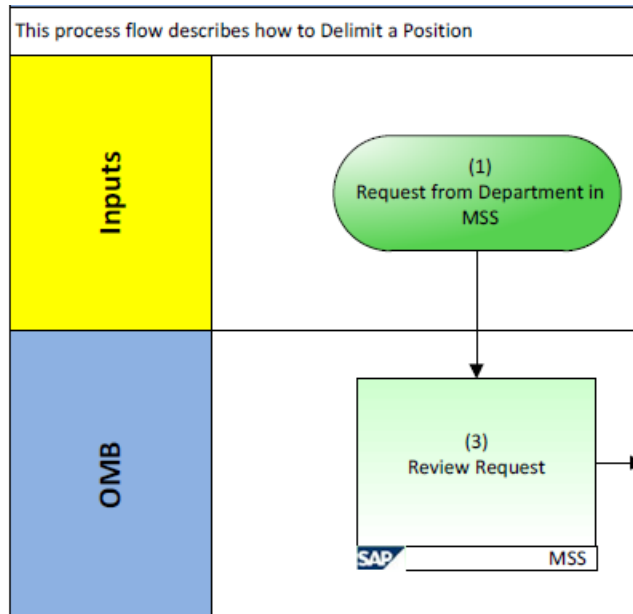 This process flow describes how to Delimit a Position
Inputs
(1)
Request from Department in
MSS
OMB
(3)
Review Request
SAP
MSS